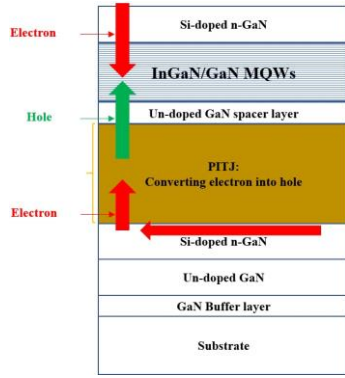 Electron
Si-doped n-GaN
InGaN/GaN MQWs
Hole
Un-doped GaN spacer layer
PITJ:
Converting electron into hole
Electron
Si-doped n-GaN
Un-doped GaN
GaN Buffer layer
Substrate